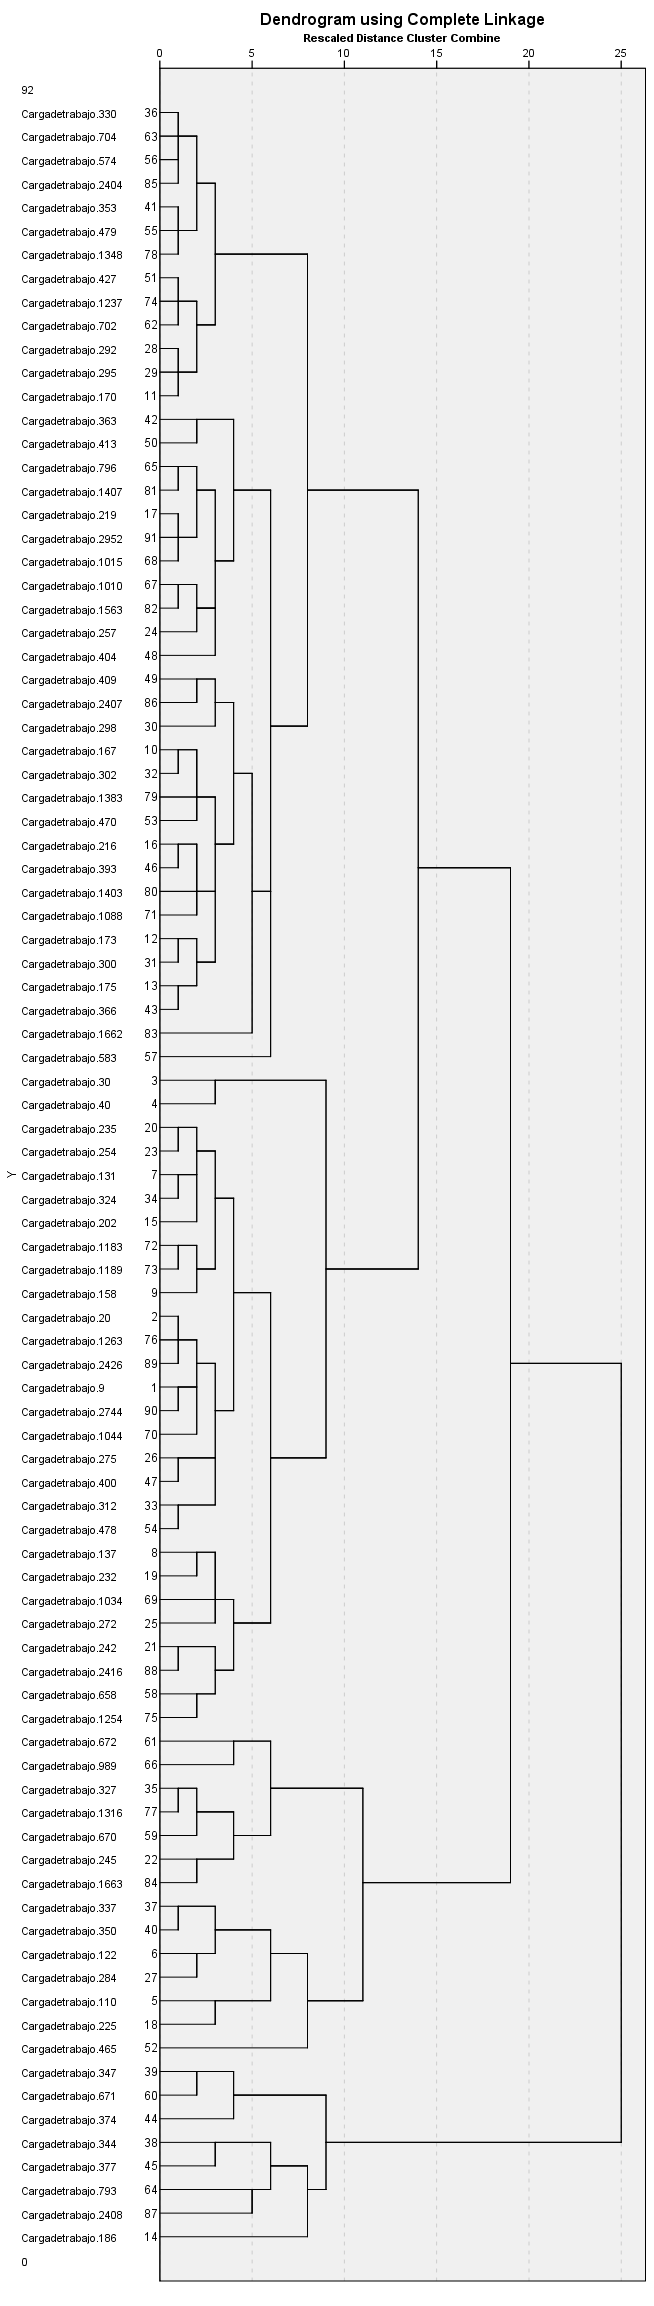 Dendrogram using Complete Linkage
Rescaled Distance Cluster Combine
0 5 10 15 20 25
92
Cargadetrabajo.330 36
Cargadetrabajo.704 63
Cargadetrabajo.574 56
Cargadetrabajo.2404 85
Cargadetrabajo.353 41
Cargadetrabajo.479 55
Cargadetrabajo.1348 78
Cargadetrabajo.427 51
Cargadetrabajo.1237 74
Cargadetrabajo.702 62
Cargadetrabajo.292 28
Cargadetrabajo.295 29
Cargadetrabajo.170 11
Cargadetrabajo.363 42
Cargadetrabajo.413 50
Cargadetrabajo.796 65
Cargadetrabajo.1407 81
Cargadetrabajo.219 17
Cargadetrabajo.2952 91
Cargadetrabajo.1015 68
Cargadetrabajo.1010 67
Cargadetrabajo.1563 82
Cargadetrabajo.257 24
Cargadetrabajo.404 48
Cargadetrabajo.409 49
Cargadetrabajo.2407 86
Cargadetrabajo.298 30
Cargadetrabajo.167 10
Cargadetrabajo.302 32
Cargadetrabajo.1383 79
Cargadetrabajo.470 53
Cargadetrabajo.216 16
Cargadetrabajo.393 46
Cargadetrabajo.1403 80
Cargadetrabajo.1088 71
Cargadetrabajo.173 12
Cargadetrabajo.300 31
Cargadetrabajo.175 13
Cargadetrabajo.366 43
Cargadetrabajo.1662 83
Cargadetrabajo.583 57
Cargadetrabajo.30 3
Cargadetrabajo.40 4
Cargadetrabajo.235 20
Cargadetrabajo.254 23
Y Cargadetrabajo.131 7
Cargadetrabajo.324 34
Cargadetrabajo.202 15
Cargadetrabajo.1183 72
Cargadetrabajo.1189 73
Cargadetrabajo.158 9
Cargadetrabajo.20 2
Cargadetrabajo.1263 76
Cargadetrabajo.2426 89
Cargadetrabajo.9 1
Cargadetrabajo.2744 90
Cargadetrabajo.1044 70
Cargadetrabajo.275 26
Cargadetrabajo.400 47
Cargadetrabajo.312 33
Cargadetrabajo.478 54
Cargadetrabajo.137 8
Cargadetrabajo.232 19
Cargadetrabajo.1034 69
Cargadetrabajo.272 25
Cargadetrabajo.242 21
Cargadetrabajo.2416 88
Cargadetrabajo.658 58
Cargadetrabajo.1254 75
Cargadetrabajo.672 61
Cargadetrabajo.989 66
Cargadetrabajo.327 35
Cargadetrabajo.1316 77
Cargadetrabajo.670 59
Cargadetrabajo.245 22
Cargadetrabajo.1663 84
Cargadetrabajo.337 37
Cargadetrabajo.350 40
Cargadetrabajo.122 6
Cargadetrabajo.284 27
Cargadetrabajo.110 5
Cargadetrabajo.225 18
Cargadetrabajo.465 52
Cargadetrabajo.347 39
Cargadetrabajo.671 60
Cargadetrabajo.374 44
Cargadetrabajo.344 38
Cargadetrabajo.377 45
Cargadetrabajo.793 64
Cargadetrabajo.2408 87
Cargadetrabajo.186 14
0